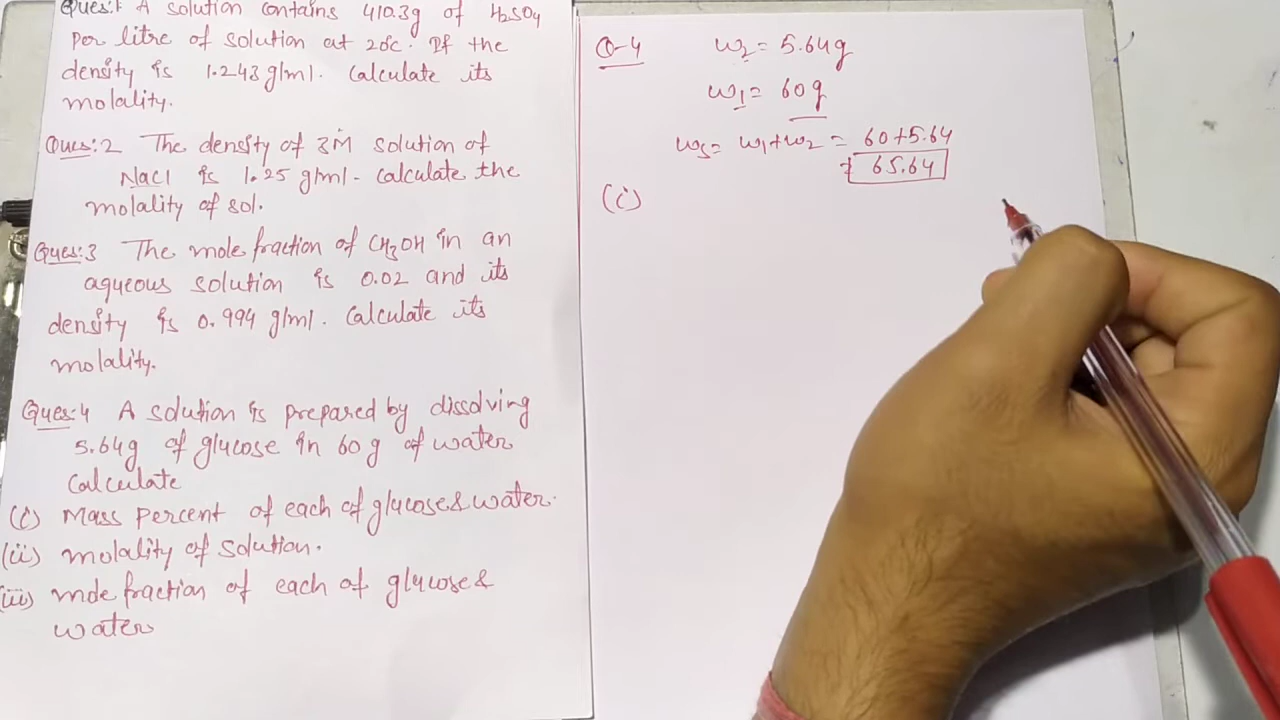 Ques:1 A solution contains 410.3g of H₂SO₄
per litre of solution at 20°c. If the
density is 1.243 g/ml. Calculate its
molality.
Ques:2 The density of 3M solution of
NaCl is 1.25 g/ml. Calculate the
molality of sol.
Ques:3 The mole fraction of CH₃OH in an
aqueous solution is 0.02 and its
density is 0.994 g/ml. Calculate its
molality.
Ques:4 A solution is prepared by dissolving
5.64g of glucose in 60g of water
Calculate
(i) Mass percent of each of glucose & water.
(ii) molality of solution.
(iii) mole fraction of each of glucose &
water
Q-4 w₂ = 5.64g
w₁ = 60g
ws = w₁+w₂ = 60+5.64
= 65.64
(i)